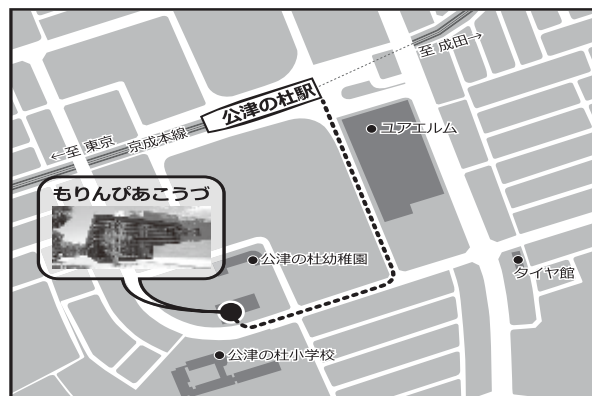 至 成田→
公津の杜駅
ユアエルム
←至 東京 京成本線
もりんぴあこうづ
公津の杜幼稚園
タイヤ館
公津の杜小学校